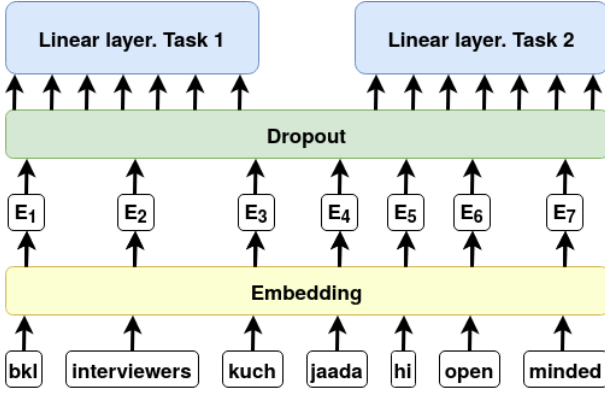 Linear layer. Task 1 Linear layer. Task 2
Dropout
E1 E2 E3 E4 E5 E6 E7
Embedding
bkl interviewers kuch jaada hi open minded